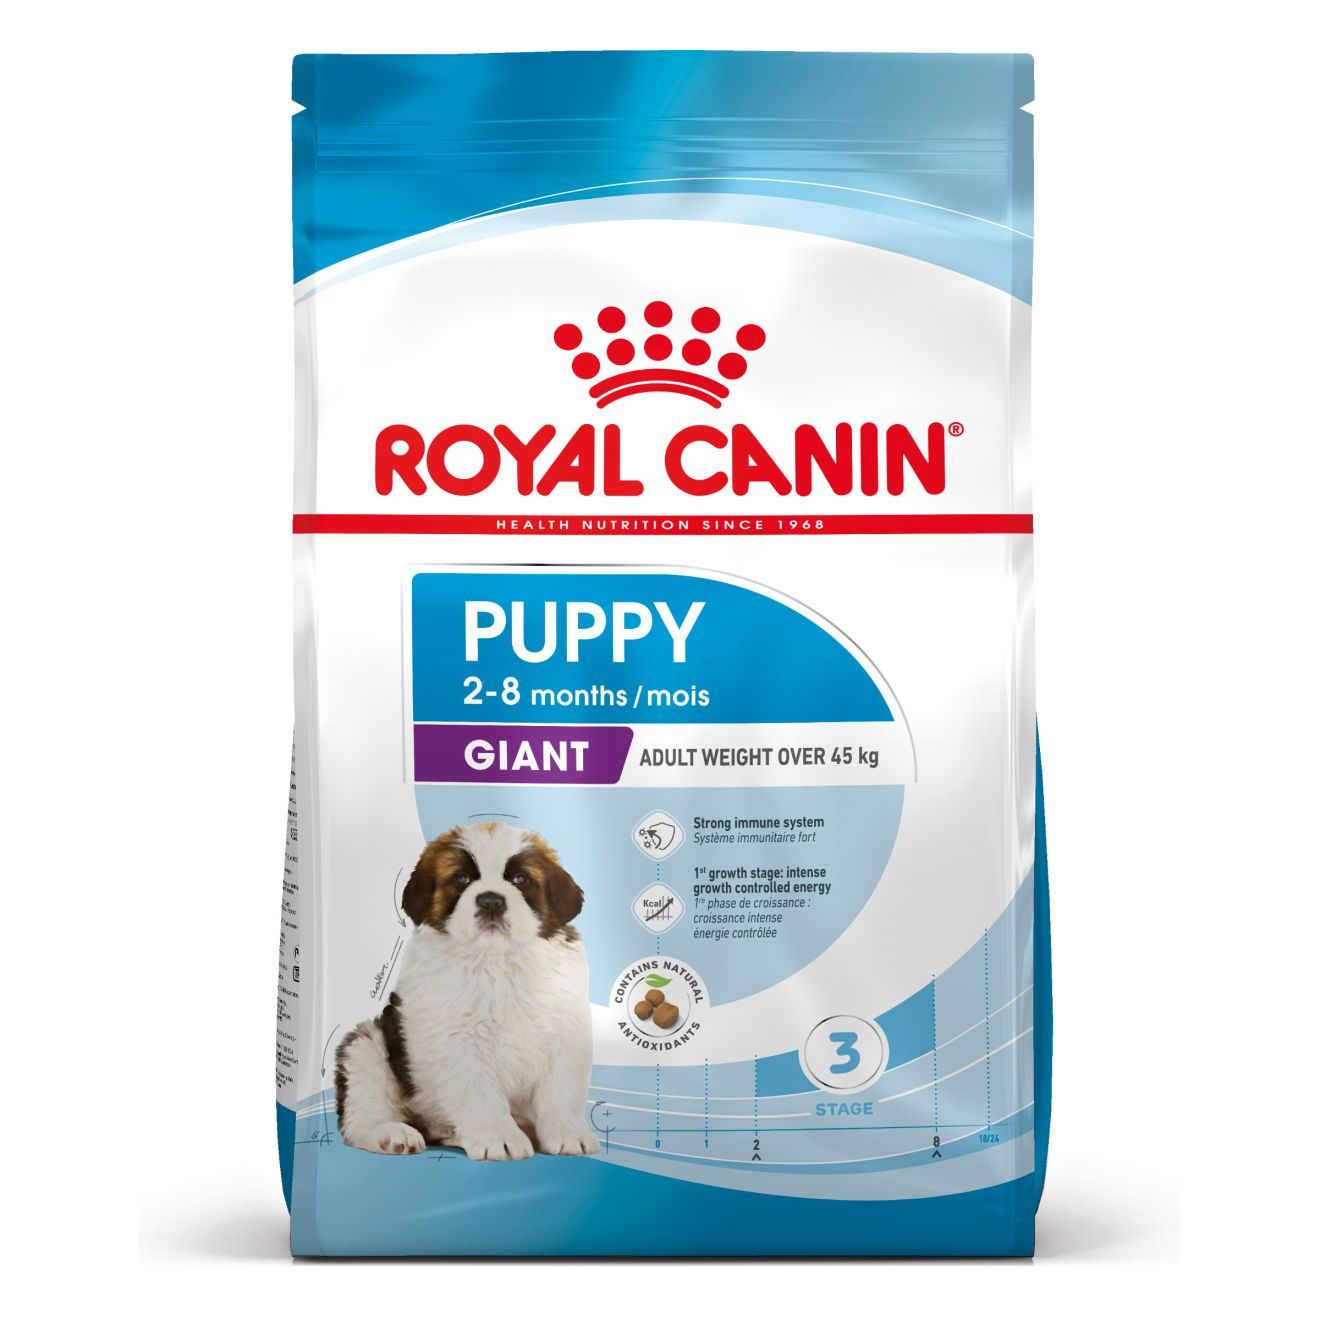 ROYAL CANIN®
HEALTH NUTRITION SINCE 1968
PUPPY
2-8 months/mois
GIANT
ADULT WEIGHT OVER 45 kg
Strong immune system
Système immunitaire fort
1st growth stage: intense
growth controlled energy
1re phase de croissance :
croissance intense
énergie contrôlée
Kcal
CONTAINS NATURAL
ANTIOXIDANTS
3
STAGE
0 1 2 8 18/24